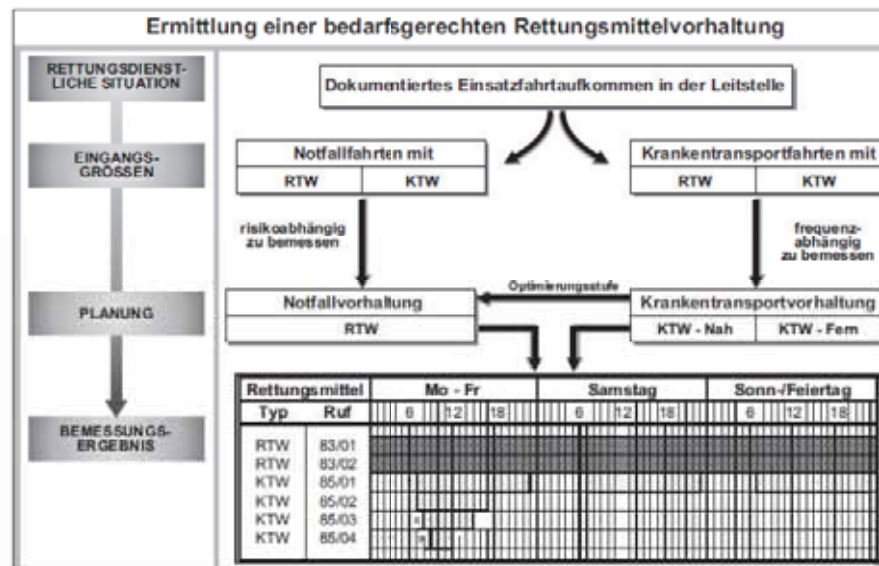 Ermittlung einer bedarfsgerechten Rettungsmittelvorhaltung
RETTUNGSDIENST-
LICHE SITUATION
EINGANGS-
GRÖSSEN
PLANUNG
BEMESSUNGS-
ERGEBNIS
Dokumentiertes Einsatzfahrtaufkommen in der Leitstelle
Notfallfahrten mit
RTW KTW
Krankentransportfahrten mit
RTW KTW
risikoabhängig
zu bemessen
frequenz-
abhängig
zu bemessen
Optimierungsstufe
Notfallvorhaltung
RTW
Krankentransportvorhaltung
KTW - Nah KTW - Fern
Rettungsmittel Mo - Fr Samstag Sonn-/Feiertag
Typ Ruf 6 12 18 6 12 18 6 12 18
RTW 83/01
RTW 83/02
KTW 85/01
KTW 85/02
KTW 85/03
KTW 85/04